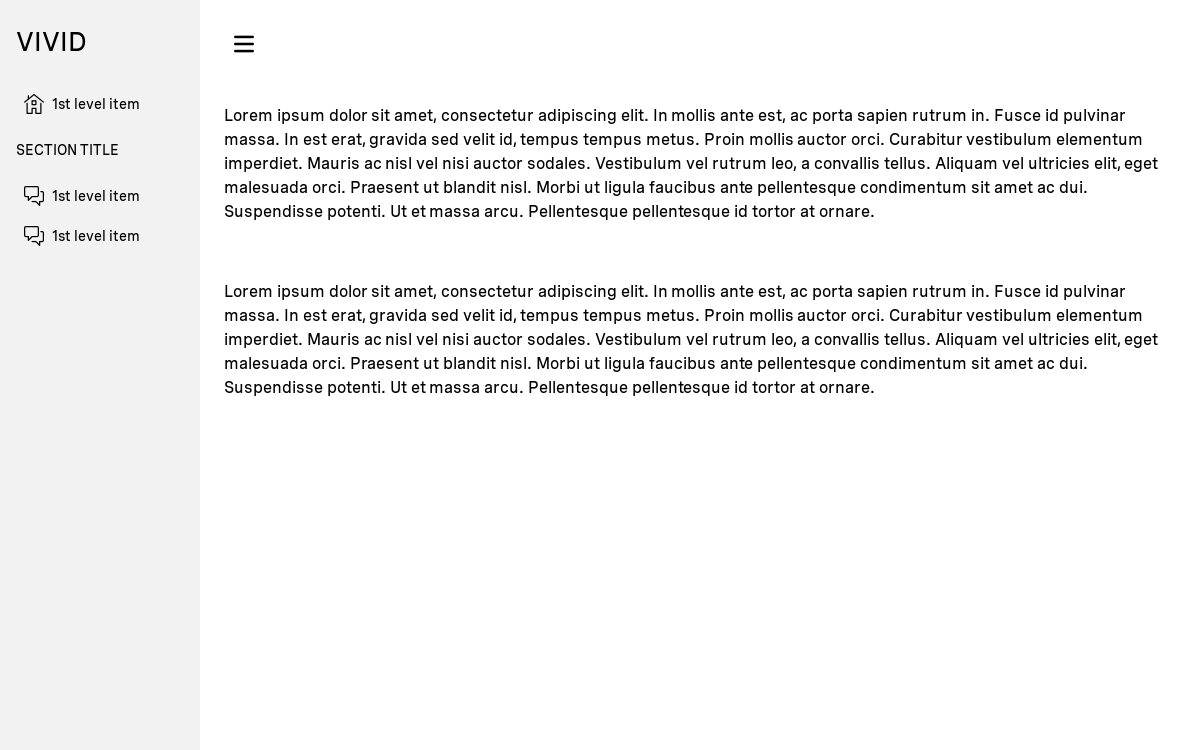 VIVID
1st level item
SECTION TITLE
1st level item
1st level item
Lorem ipsum dolor sit amet, consectetur adipiscing elit. In mollis ante est, ac porta sapien rutrum in. Fusce id pulvinar
massa. In est erat, gravida sed velit id, tempus tempus metus. Proin mollis auctor orci. Curabitur vestibulum elementum
imperdiet. Mauris ac nisl vel nisi auctor sodales. Vestibulum vel rutrum leo, a convallis tellus. Aliquam vel ultricies elit, eget
malesuada orci. Praesent ut blandit nisl. Morbi ut ligula faucibus ante pellentesque condimentum sit amet ac dui.
Suspendisse potenti. Ut et massa arcu. Pellentesque pellentesque id tortor at ornare.
Lorem ipsum dolor sit amet, consectetur adipiscing elit. In mollis ante est, ac porta sapien rutrum in. Fusce id pulvinar
massa. In est erat, gravida sed velit id, tempus tempus metus. Proin mollis auctor orci. Curabitur vestibulum elementum
imperdiet. Mauris ac nisl vel nisi auctor sodales. Vestibulum vel rutrum leo, a convallis tellus. Aliquam vel ultricies elit, eget
malesuada orci. Praesent ut blandit nisl. Morbi ut ligula faucibus ante pellentesque condimentum sit amet ac dui.
Suspendisse potenti. Ut et massa arcu. Pellentesque pellentesque id tortor at ornare.